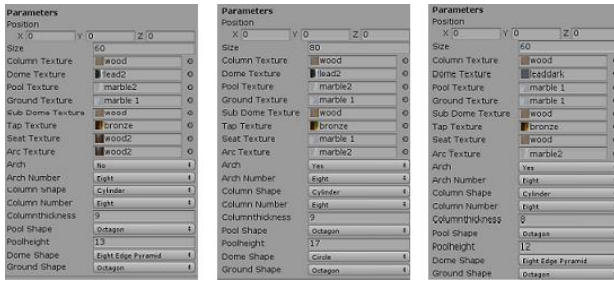 Parameters
Position
X 0 Y 0 Z 0
Size 60
Column Texture wood
Dome Texture lead2
Pool Texture marble2
Ground Texture marble 1
Sub Dome Texture wood
Tap Texture bronze
Seat Texture wood2
Arc Texture wood2
Arch No
Arch Number Eight
Column Shape Cylinder
Column Number Eight
Columnthickness 9
Pool Shape Octagon
Poolheight 13
Dome Shape Eight Edge Pyramid
Ground Shape Octagon
Parameters
Position
X 0 Y 0 Z 0
Size 80
Column Texture wood
Dome Texture lead2
Pool Texture marble2
Ground Texture marble 1
Sub Dome Texture wood
Tap Texture bronze
Seat Texture marble 1
Arc Texture marble2
Arch Yes
Arch Number Eight
Column Shape Cylinder
Column Number Eight
Columnthickness 9
Pool Shape Octagon
Poolheight 17
Dome Shape Circle
Ground Shape Octagon
Parameters
Position
X 0 Y 0 Z 0
Size 60
Column Texture wood
Dome Texture leaddark
Pool Texture marble 1
Ground Texture marble 1
Sub Dome Texture wood
Tap Texture bronze
Seat Texture wood
Arc Texture marble2
Arch Yes
Arch Number Eight
Column Shape Cylinder
Column Number Eight
Columnthickness 8
Pool Shape Octagon
Poolheight 12
Dome Shape Eight Edge Pyramid
Ground Shape Octagon